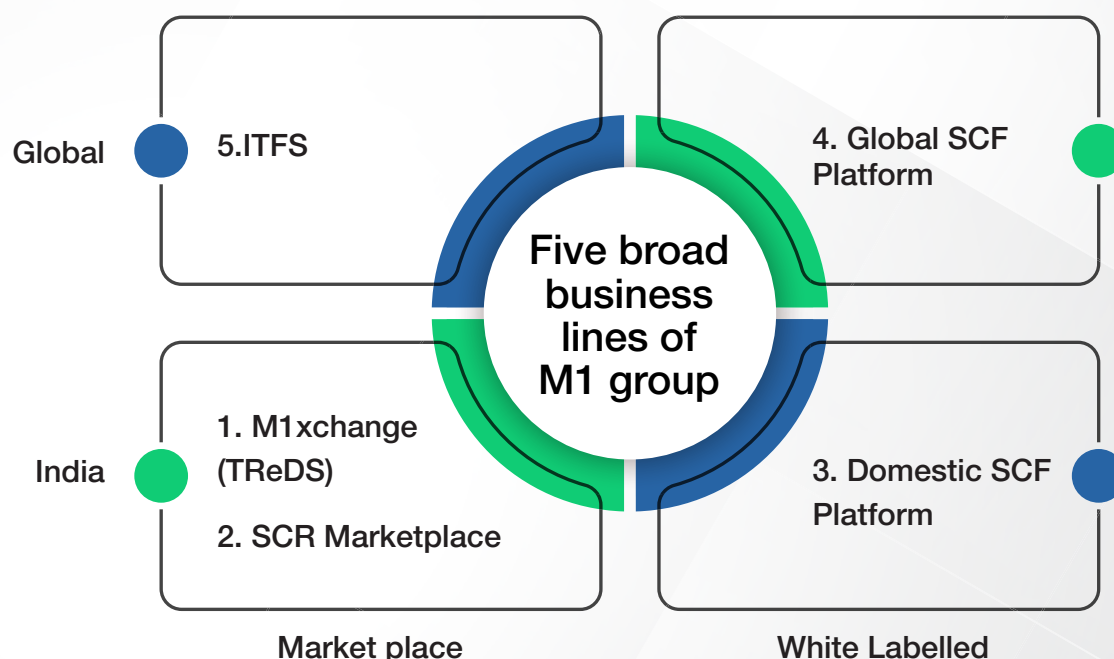 Global
5.ITFS
4. Global SCF
Platform
Five broad
business
lines of
M1 group
India
1. M1xchange
(TReDS)
2. SCR Marketplace
3. Domestic SCF
Platform
Market place
White Labelled